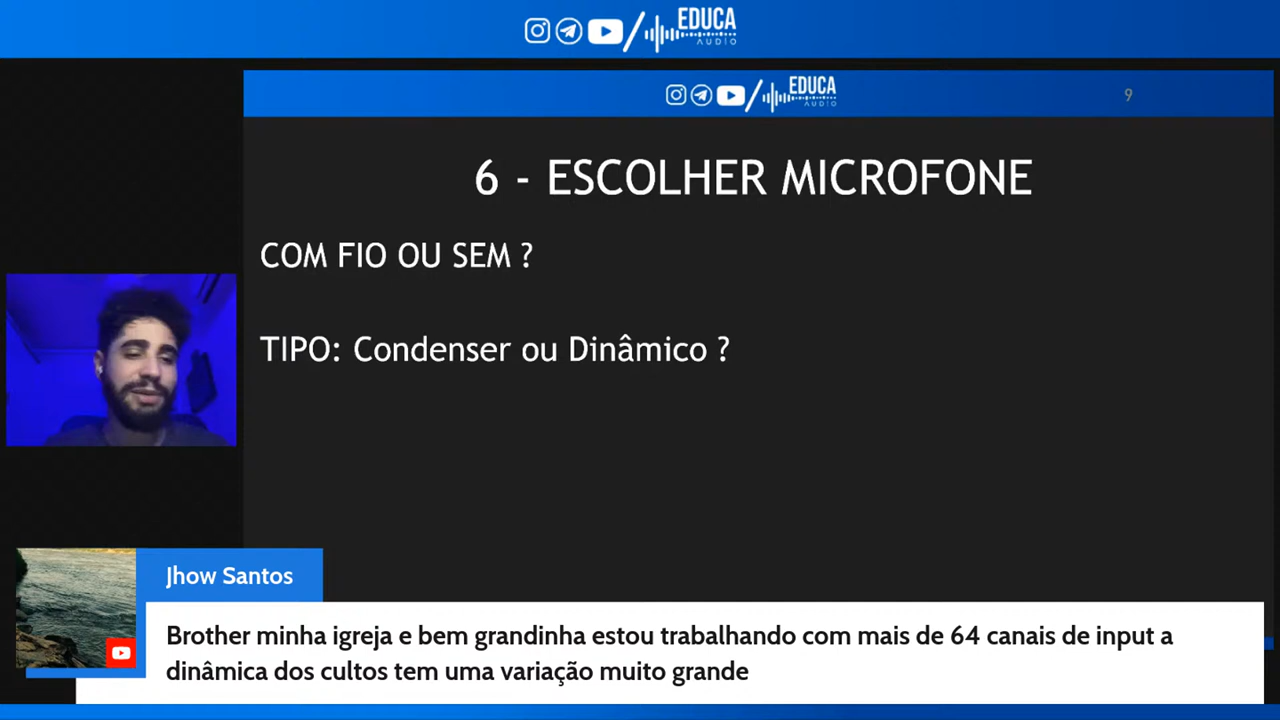 EDUCA
AUDIO
EDUCA
AUDIO
9
6 - ESCOLHER MICROFONE
COM FIO OU SEM ?
TIPO: Condenser ou Dinâmico ?
Jhow Santos
Brother minha igreja e bem grandinha estou trabalhando com mais de 64 canais de input a
dinâmica dos cultos tem uma variação muito grande